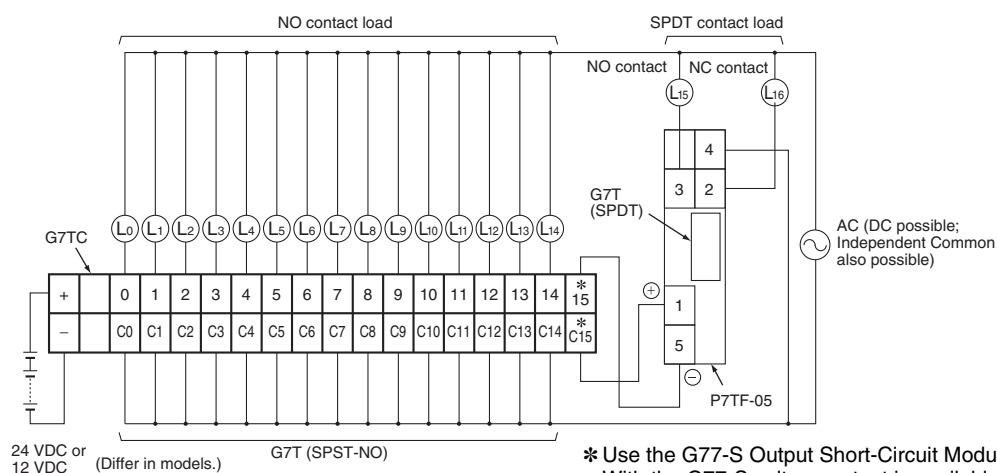 NO contact load
SPDT contact load
NO contact
NC contact
L15
L16
4
3 2
G7T
(SPDT)
AC (DC possible;
Independent Common
also possible)
L0 L1 L2 L3 L4 L5 L6 L7 L8 L9 L10 L11 L12 L13 L14
G7TC
+ 0 1 2 3 4 5 6 7 8 9 10 11 12 13 14 * 15
− C0 C1 C2 C3 C4 C5 C6 C7 C8 C9 C10 C11 C12 C13 C14 * C15
+
1
5
−
P7TF-05
24 VDC or
12 VDC
(Differ in models.)
G7T (SPST-NO)
* Use the G77-S Output Short-Circuit Modu